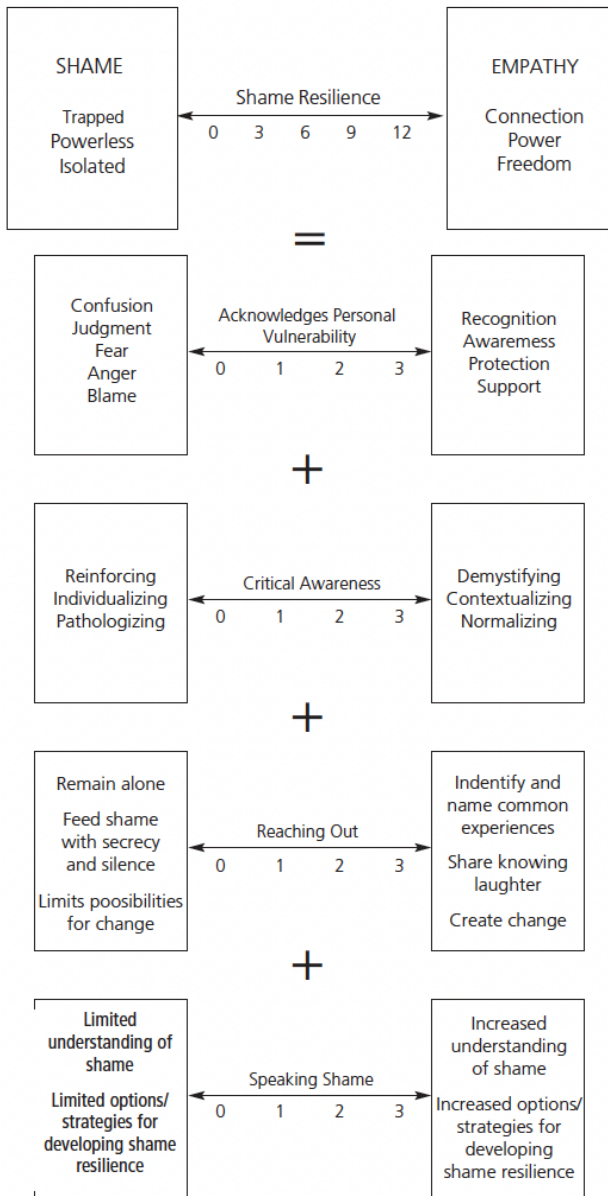 SHAME
Trapped
Powerless
Isolated
Shame Resilience
0 3 6 9 12
EMPATHY
Connection
Power
Freedom
=
Confusion
Judgment
Fear
Anger
Blame
Acknowledges Personal
Vulnerability
0 1 2 3
Recognition
Awareness
Protection
Support
+
Reinforcing
Individualizing
Pathologizing
Critical Awareness
0 1 2 3
Demystifying
Contextualizing
Normalizing
+
Remain alone
Feed shame
with secrecy
and silence
Limits poosibilities
for change
Reaching Out
0 1 2 3
Indentify and
name common
experiences
Share knowing
laughter
Create change
+
Limited
understanding of
shame
Limited options/
strategies for
developing shame
resilience
Speaking Shame
0 1 2 3
Increased
understanding
of shame
Increased options/
strategies for
developing
shame resilience